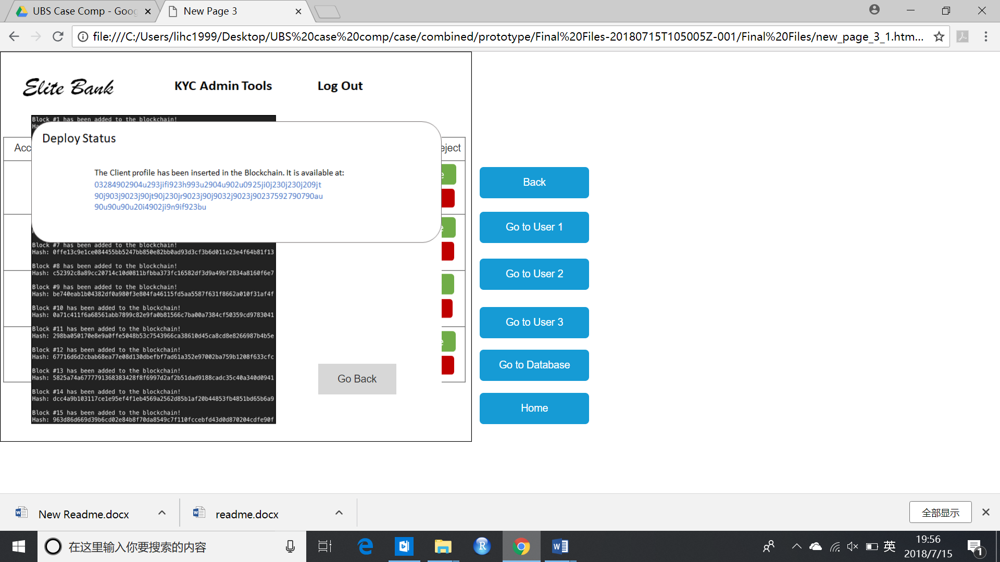 UBS Case Comp - Goog
New Page 3
file:///C:/Users/lihc1999/Desktop/UBS%20case%20comp/case/combined/prototype/Final%20Files-20180715T105005Z-001/Final%20Files/new_page_3_1.htm...
Elite Bank
KYC Admin Tools
Log Out
Block #1 has been added to the blockchain!
Ha
Deploy Status
Acc
eject
The Client profile has been inserted in the Blockchain. It is available at:
03284902904u293jifi923h993u2904u902u0925ji0j230j230j209jt
90j903j9023j90jt90j230jr9023j90j9032j9023j90237592790790au
90u90u90u20i4902ji9n9if923bu
e
e
e
Block #7 has been added to the blockchain!
Hash: 0ffe13c9e1ce084455bb5247bb850e82bb0ad93d3cf3b6d011e23e4f64b81f13
Block #8 has been added to the blockchain!
Hash: c52392c8a89cc20714c10d0811bfbba373fc16582df3d9a49bf2834a8160f6e7
Block #9 has been added to the blockchain!
Hash: be740eab1b04382df0a980f3e804fa46115fd5aa5587f631f8662a010f31af4f
Block #10 has been added to the blockchain!
Hash: 0a71c411f6a68561abb7899c82e9fa0b81566c7ba00a7384cf50359cd9783041
Block #11 has been added to the blockchain!
Hash: 298ba050170e8e9a0ffe5048b53c7543966ca38610d45ca8cd8e8266987b4b5e
Block #12 has been added to the blockchain!
Hash: 67716d6d2cbab68ea77e08d130dbefbf7ad61a352e97002ba759b1208f633cfc
Block #13 has been added to the blockchain!
Hash: 5825a74a67777913683834​28f8f6997d2af2b51dad9188cadc35c40a340d0941
Block #14 has been added to the blockchain!
Hash: dcc4a9b103117ce1e95ef4f1eb4569a2562d85b1af20b44853fb4851bd65b6a9
Block #15 has been added to the blockchain!
Hash: 963d86d669d39b6cd02e84b8f70da8549c7f110fccebfd43d0d870204cdfe90f
Go Back
Back
Go to User 1
Go to User 2
Go to User 3
Go to Database
Home
New Readme.docx
readme.docx
全部显示
在这里输入你要搜索的内容
英
19:56
2018/7/15
1